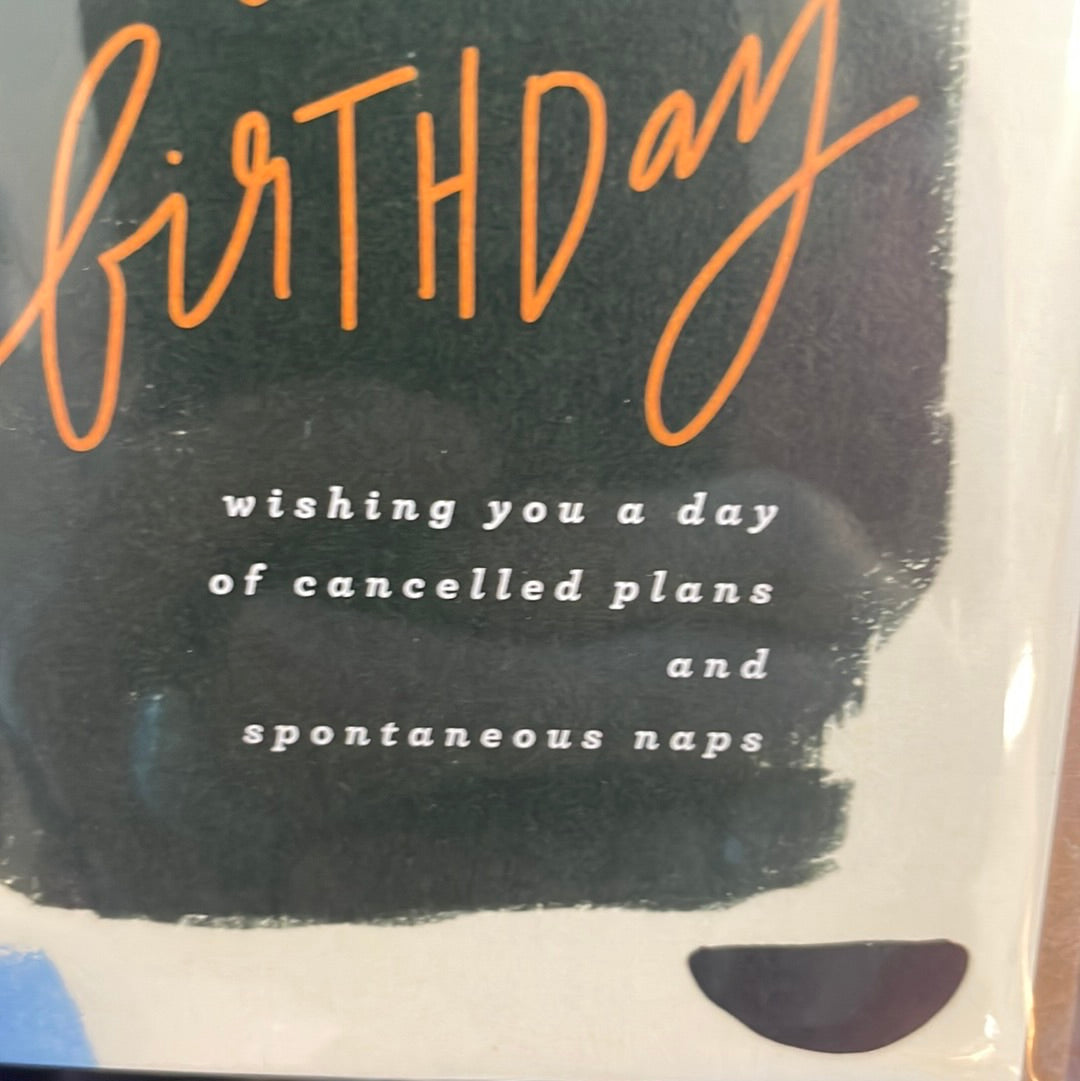 birTHDay
wishing you a day
of cancelled plans
and
spontaneous naps